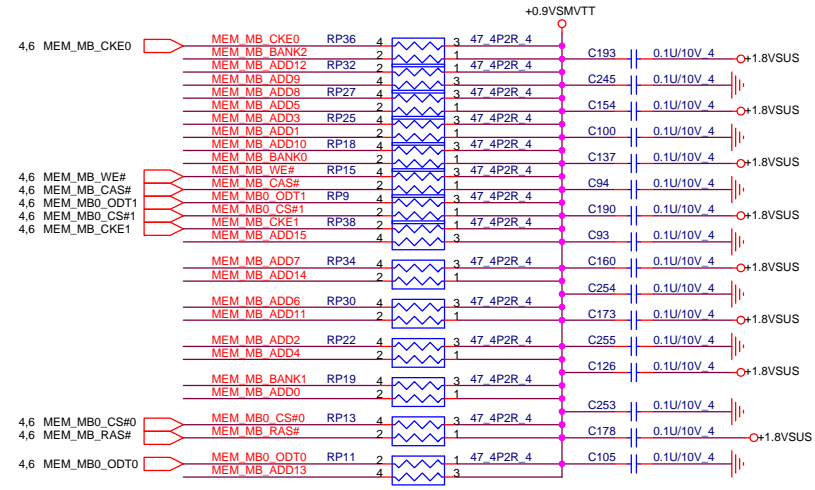 +0.9VSMVTT
4,6 MEM_MB_CKE0 MEM_MB_CKE0 RP36 4 3 47_4P2R_4
MEM_MB_BANK2 2 1 C193 0.1U/10V_4 +1.8VSUS
MEM_MB_ADD12 RP32 2 1 47_4P2R_4
MEM_MB_ADD9 4 3 C245 0.1U/10V_4
MEM_MB_ADD8 RP27 4 3 47_4P2R_4
MEM_MB_ADD5 2 1 C154 0.1U/10V_4 +1.8VSUS
MEM_MB_ADD3 RP25 4 3 47_4P2R_4
MEM_MB_ADD1 2 1 C100 0.1U/10V_4
MEM_MB_ADD10 RP18 4 3 47_4P2R_4
MEM_MB_BANK0 2 1 C137 0.1U/10V_4 +1.8VSUS
4,6 MEM_MB_WE# MEM_MB_WE# RP15 4 3 47_4P2R_4
4,6 MEM_MB_CAS# MEM_MB_CAS# 2 1 C94 0.1U/10V_4
4,6 MEM_MB0_ODT1 MEM_MB0_ODT1 RP9 4 3 47_4P2R_4
4,6 MEM_MB0_CS#1 MEM_MB0_CS#1 2 1 C190 0.1U/10V_4 +1.8VSUS
4,6 MEM_MB_CKE1 MEM_MB_CKE1 RP38 2 1 47_4P2R_4
MEM_MB_ADD15 4 3 C93 0.1U/10V_4
MEM_MB_ADD7 RP34 4 3 47_4P2R_4 C160 0.1U/10V_4 +1.8VSUS
MEM_MB_ADD14 2 1
C254 0.1U/10V_4
MEM_MB_ADD6 RP30 4 3 47_4P2R_4
MEM_MB_ADD11 2 1 C173 0.1U/10V_4 +1.8VSUS
MEM_MB_ADD2 RP22 4 3 47_4P2R_4 C255 0.1U/10V_4
MEM_MB_ADD4 2 1
C126 0.1U/10V_4 +1.8VSUS
MEM_MB_BANK1 RP19 4 3 47_4P2R_4
MEM_MB_ADD0 2 1
C253 0.1U/10V_4
4,6 MEM_MB0_CS#0 MEM_MB0_CS#0 RP13 4 3 47_4P2R_4
4,6 MEM_MB_RAS# MEM_MB_RAS# 2 1 C178 0.1U/10V_4 +1.8VSUS
4,6 MEM_MB0_ODT0 MEM_MB0_ODT0 RP11 2 1 47_4P2R_4 C105 0.1U/10V_4
MEM_MB_ADD13 4 3